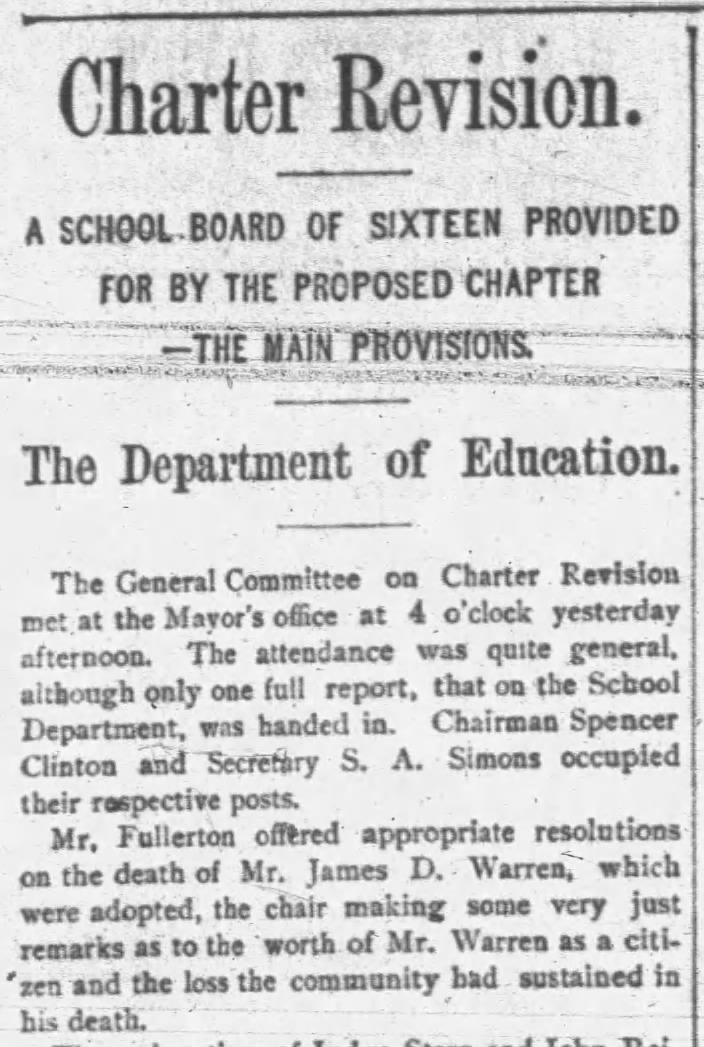 Charter Revision.
A SCHOOL BOARD OF SIXTEEN PROVIDED
FOR BY THE PROPOSED CHAPTER
—THE MAIN PROVISIONS.
The Department of Education.
The General Committee on Charter Revision
met at the Mayor's office at 4 o'clock yesterday
afternoon. The attendance was quite general,
although only one full report, that on the School
Department, was handed in. Chairman Spencer
Clinton and Secretary S. A. Simons occupied
their respective posts.
Mr. Fullerton offered appropriate resolutions
on the death of Mr. James D. Warren, which
were adopted, the chair making some very just
remarks as to the worth of Mr. Warren as a citi-
zen and the loss the community had sustained in
his death.